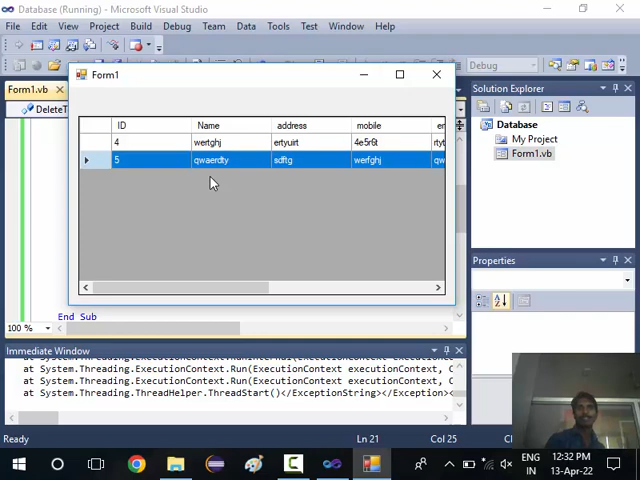 Database (Running) - Microsoft Visual Studio
File Edit View Project Build Debug Team Data Tools Test Window Help
Debug
Form1.vb
DeleteT
Form1
ID Name address mobile
4 wertghj ertyuirt 4e5r6t rtyt
5 qwaerdty sdftg werfghj qw
End Sub
100 %
Solution Explorer
Database
My Project
Form1.vb
Properties
Immediate Window
at System.Threading.ExecutionContext.Run(ExecutionContext executionContext, C
at System.Threading.ExecutionContext.Run(ExecutionContext executionContext, C
at System.Threading.ThreadHelper.ThreadStart()</ExceptionString></Exception><
Ready Ln 21 Col 25
ENG 12:32 PM
IN 13-Apr-22